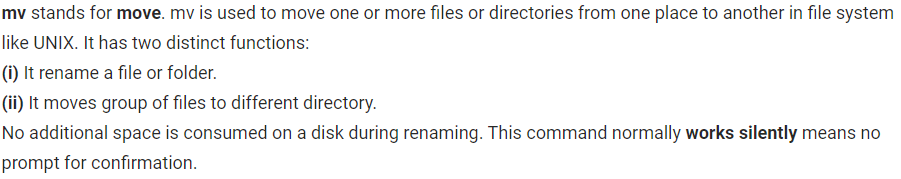 mv stands for move. mv is used to move one or more files or directories from one place to another in file system
like UNIX. It has two distinct functions:
(i) It rename a file or folder.
(ii) It moves group of files to different directory.
No additional space is consumed on a disk during renaming. This command normally works silently means no
prompt for confirmation.